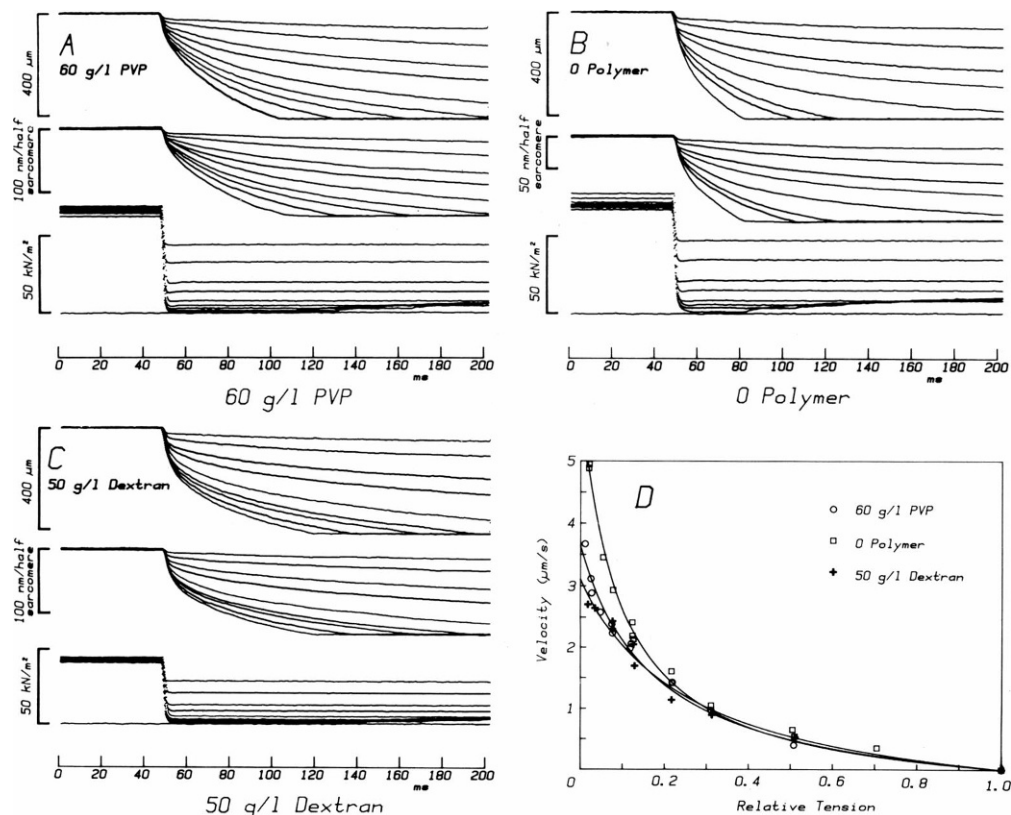 A
60 g/l PVP
400 µm
100 nm/half
sarcomere
50 kN/m²
0 20 40 60 80 100 120 140 160 180 200
ms
60 g/l PVP
B
0 Polymer
400 µm
50 nm/half
sarcomere
50 kN/m²
0 20 40 60 80 100 120 140 160 180 200
ms
0 Polymer
C
50 g/l Dextran
400 µm
100 nm/half
sarcomere
50 kN/m²
0 20 40 60 80 100 120 140 160 180 200
ms
50 g/l Dextran
D
60 g/l PVP
0 Polymer
50 g/l Dextran
Velocity (µm/s)
5
4
3
2
1
0 0.2 0.4 0.6 0.8 1.0
Relative Tension